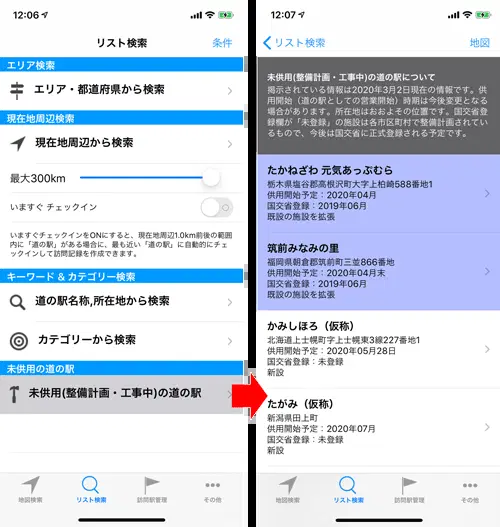 12:06
リスト検索
条件
エリア検索
エリア・都道府県から検索
現在地周辺検索
現在地周辺から検索
最大300km
いますぐ チェックイン
いますぐチェックインをONにすると、現在地周辺1.0km前後の範囲
内に「道の駅」がある場合に、最も近い「道の駅」に自動的にチェ
ックインして訪問記録を作成できます。
キーワード & カテゴリー検索
道の駅名称,所在地から検索
カテゴリーから検索
未供用の道の駅
未供用(整備計画・工事中)の道の駅
地図検索
リスト検索
訪問駅管理
その他
12:07
リスト検索
地図
未供用(整備計画・工事中)の道の駅について
掲示されている情報は2020年3月2日現在の情報です。供
用開始（道の駅としての営業開始）時期は今後変更となる
場合があります。所在地はおおよその位置です。国交省登
録欄が「未登録」の施設は各市区町村で整備計画されてい
るもので、今後は国交省に正式登録される予定です。
たかねざわ 元気あっぷむら
栃木県塩谷郡高根沢町大字上柏崎588番地1
供用開始予定：2020年04月
国交省登録：2019年06月
既設の施設を拡張
筑前みなみの里
福岡県朝倉郡筑前町三並866番地
供用開始予定：2020年04月末
国交省登録：2019年06月
既設の施設を拡張
かみしほろ（仮称）
北海道上士幌町字上士幌東3線227番地1
供用開始予定：2020年05月28日
国交省登録：未登録
新設
たがみ（仮称）
新潟県田上町
供用開始予定：2020年07月
国交省登録：未登録
新設
地図検索
リスト検索
訪問駅管理
その他